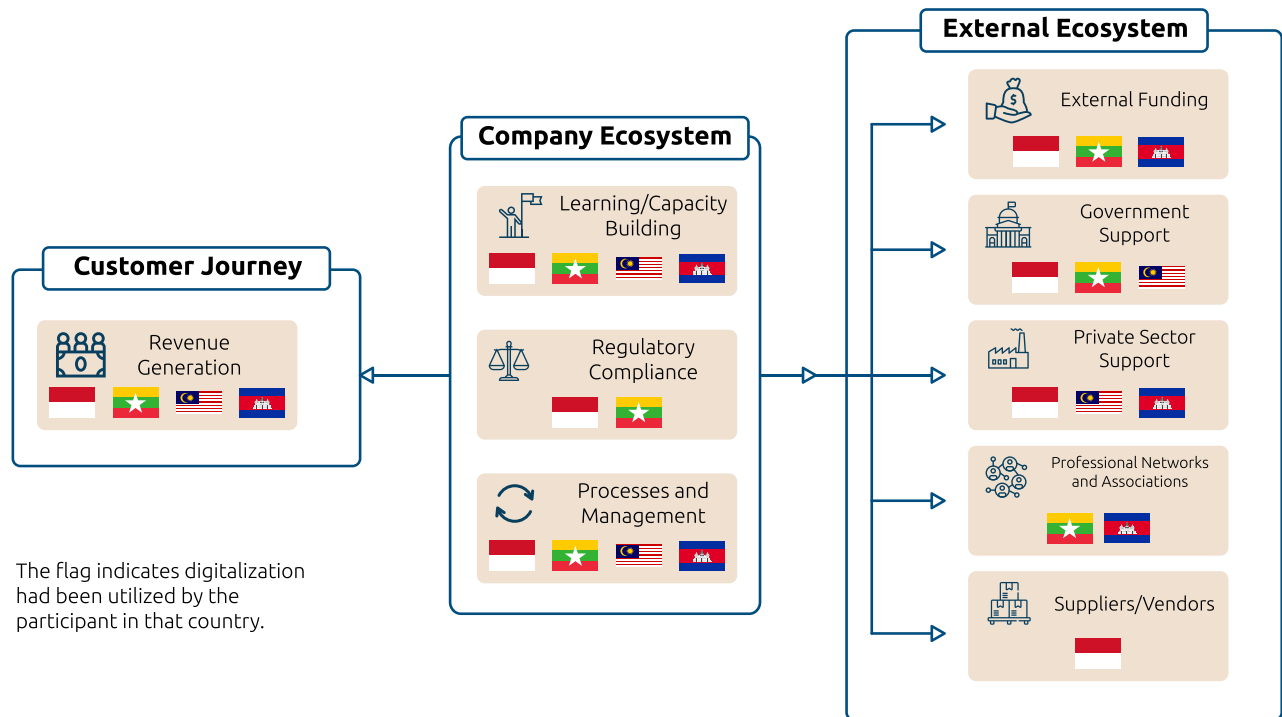 Customer Journey
Revenue
Generation
The flag indicates digitalization
had been utilized by the
participant in that country.
Company Ecosystem
Learning/Capacity
Building
Regulatory
Compliance
Processes and
Management
External Ecosystem
External Funding
$
Government
Support
Private Sector
Support
Professional Networks
and Associations
Suppliers/Vendors